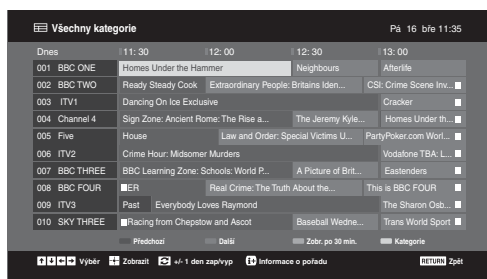 Všechny kategorie Pá 16 bře 11:35
Dnes 11: 30 12: 00 12: 30 13: 00
001 BBC ONE Homes Under the Hammer Neighbours Afterlife
002 BBC TWO Ready Steady Cook Extraordinary People: Britains Iden... CSI: Crime Scene Inv...
003 ITV1 Dancing On Ice Exclusive Cracker
004 Channel 4 Sign Zone: Ancient Rome: The Rise a... The Jeremy Kyle... Homes Under th...
005 Five House Law and Order: Special Victims U... PartyPoker.com Worl...
006 ITV2 Crime Hour: Midsomer Murders Vodafone TBA: L...
007 BBC THREE BBC Learning Zone: Schools: World P... A Picture of Brit... Eastenders
008 BBC FOUR ER Real Crime: The Truth About the... This is BBC FOUR
009 ITV3 Past Everybody Loves Raymond The Sharon Osb...
010 SKY THREE Racing from Chepstow and Ascot Baseball Wedne... Trans World Sport
Předchozí Další Zobr. po 30 min. Kategorie
Výběr Zobrazit +/- 1 den zap/vyp Informace o pořadu RETURN Zpět